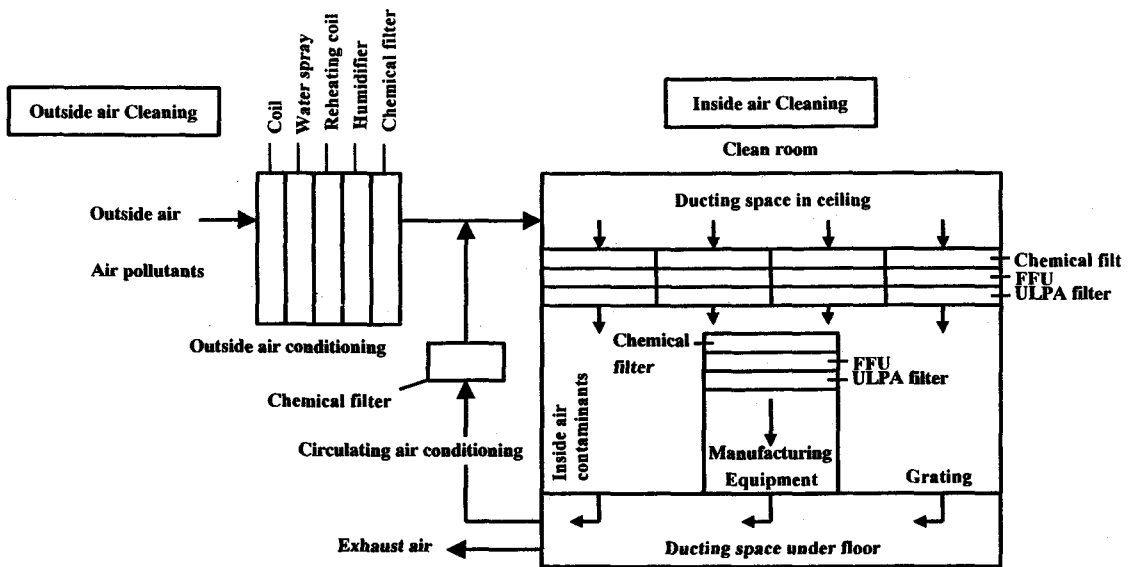 Outside air Cleaning
Coil
Water spray
Reheating coil
Humidifier
Chemical filter
Inside air Cleaning
Clean room
Outside air
Air pollutants
Outside air conditioning
Ducting space in ceiling
Chemical filt
FFU
ULPA filter
Chemical
filter
FFU
ULPA filter
Chemical filter
Circulating air conditioning
Inside air
contaminants
Manufacturing
Equipment
Grating
Exhaust air
Ducting space under floor